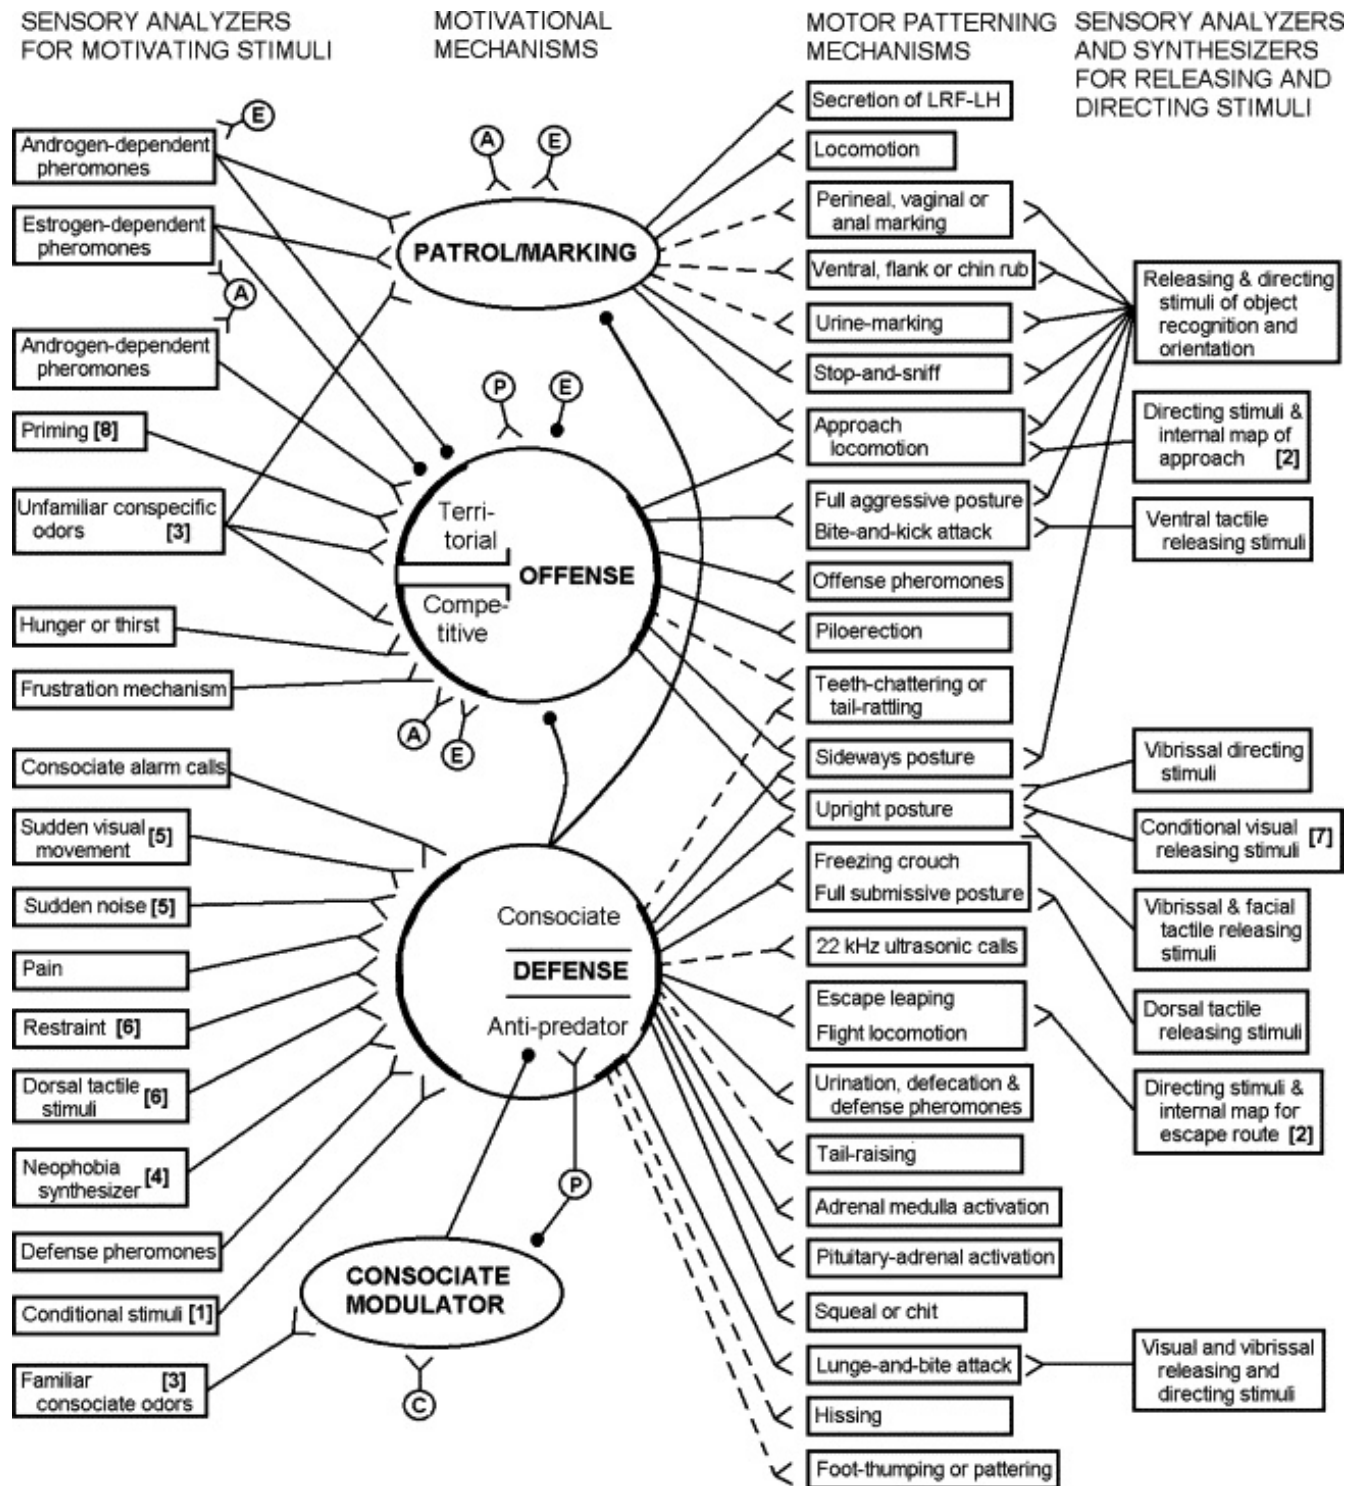 SENSORY ANALYZERS
FOR MOTIVATING STIMULI
MOTIVATIONAL
MECHANISMS
MOTOR PATTERNING
MECHANISMS
SENSORY ANALYZERS
AND SYNTHESIZERS
FOR RELEASING AND
DIRECTING STIMULI
E
Androgen-dependent
pheromones
Estrogen-dependent
pheromones
A
Androgen-dependent
pheromones
Priming [8]
Unfamiliar conspecific
odors [3]
Hunger or thirst
Frustration mechanism
Consociate alarm calls
Sudden visual
movement [5]
Sudden noise [5]
Pain
Restraint [6]
Dorsal tactile
stimuli [6]
Neophobia
synthesizer [4]
Defense pheromones
Conditional stimuli [1]
Familiar [3]
consociate odors
A
E
PATROL/MARKING
P
E
Terri-
torial
OFFENSE
Compe-
titive
A
E
Consociate
DEFENSE
Anti-predator
P
CONSOCIATE
MODULATOR
C
Secretion of LRF-LH
Locomotion
Perineal, vaginal or
anal marking
Ventral, flank or chin rub
Urine-marking
Stop-and-sniff
Approach
locomotion
Full aggressive posture
Bite-and-kick attack
Offense pheromones
Piloerection
Teeth-chattering or
tail-rattling
Sideways posture
Upright posture
Freezing crouch
Full submissive posture
22 kHz ultrasonic calls
Escape leaping
Flight locomotion
Urination, defecation &
defense pheromones
Tail-raising
Adrenal medulla activation
Pituitary-adrenal activation
Squeal or chit
Lunge-and-bite attack
Hissing
Foot-thumping or pattering
Releasing & directing
stimuli of object
recognition and
orientation
Directing stimuli &
internal map of
approach [2]
Ventral tactile
releasing stimuli
Vibrissal directing
stimuli
Conditional visual
releasing stimuli [7]
Vibrissal & facial
tactile releasing
stimuli
Dorsal tactile
releasing stimuli
Directing stimuli &
internal map for
escape route [2]
Visual and vibrissal
releasing and
directing stimuli